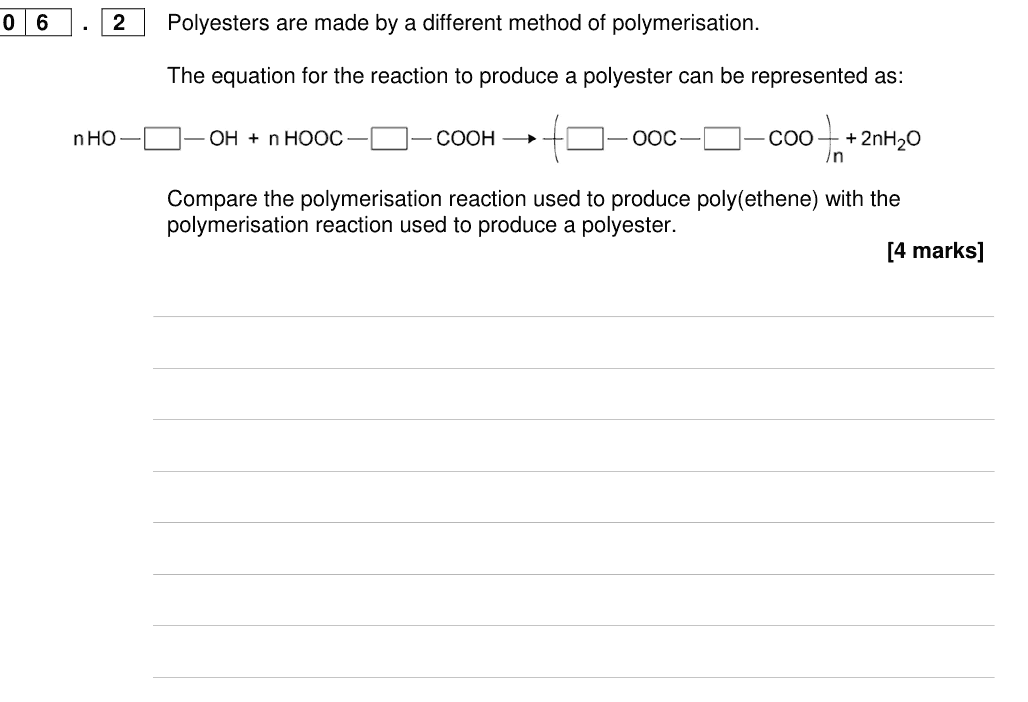 0 6 . 2 Polyesters are made by a different method of polymerisation.
The equation for the reaction to produce a polyester can be represented as:
n HO — — OH + n HOOC — — COOH ⟶ ( — OOC — — COO )n + 2nH₂O
Compare the polymerisation reaction used to produce poly(ethene) with the
polymerisation reaction used to produce a polyester.
[4 marks]